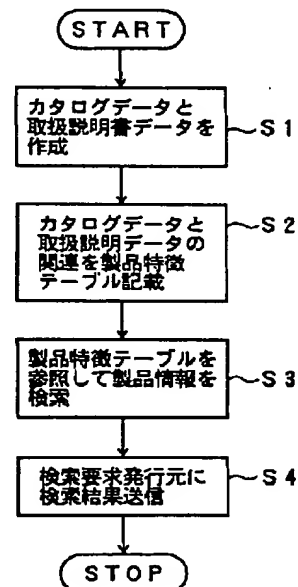 START
カタログデータと
取扱説明書データを
作成
S1
カタログデータと
取扱説明データの
関連を製品特徴
テーブル記載
S2
製品特徴テーブルを
参照して製品情報を
検索
S3
検索要求発行元に
検索結果送信
S4
STOP